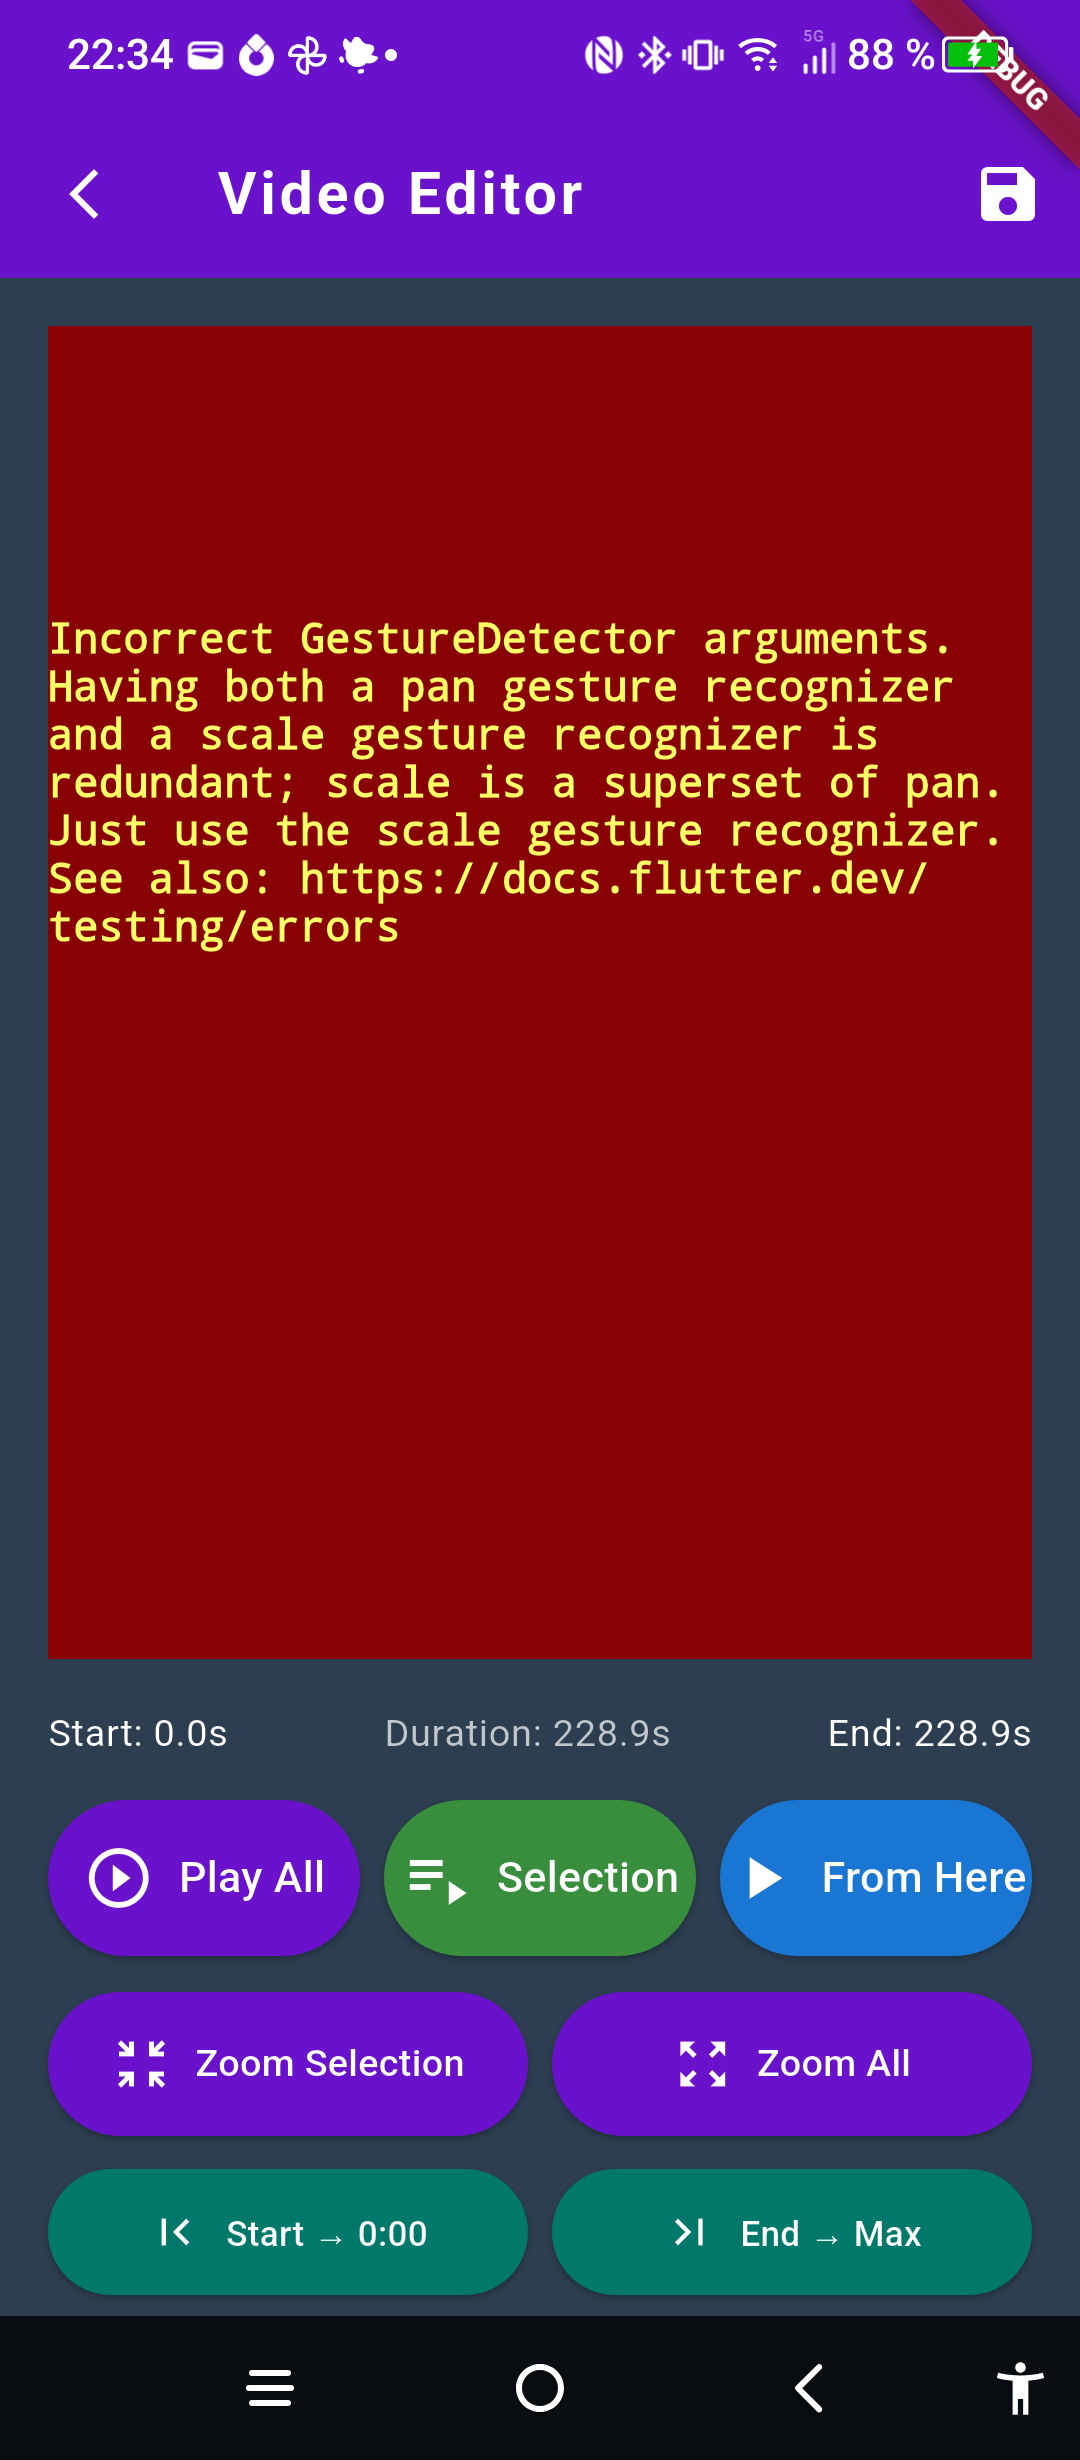 22:34 5G 88 % BUG
Video Editor
Incorrect GestureDetector arguments.
Having both a pan gesture recognizer
and a scale gesture recognizer is
redundant; scale is a superset of pan.
Just use the scale gesture recognizer.
See also: https://docs.flutter.dev/
testing/errors
Start: 0.0s Duration: 228.9s End: 228.9s
Play All Selection From Here
Zoom Selection Zoom All
Start → 0:00 End → Max